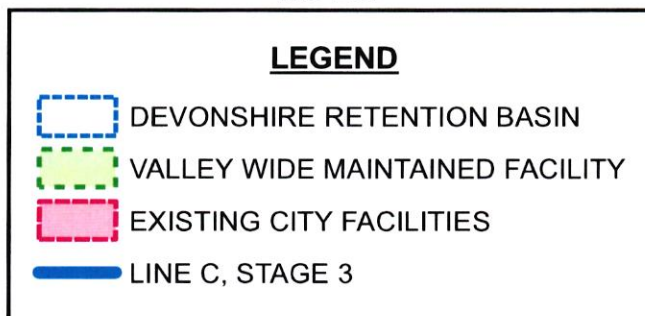 LEGEND
DEVONSHIRE RETENTION BASIN
VALLEY WIDE MAINTAINED FACILITY
EXISTING CITY FACILITIES
LINE C, STAGE 3